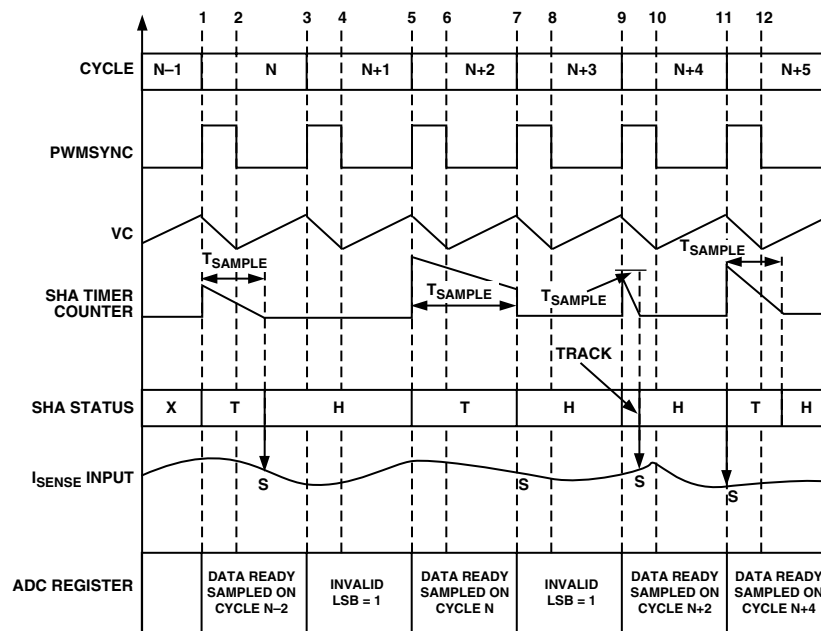 1 2 3 4 5 6 7 8 9 10 11 12
CYCLE N–1 N N+1 N+2 N+3 N+4 N+5
PWMSYNC
VC
TSAMPLE
TSAMPLE
SHA TIMER
COUNTER
TSAMPLE
TSAMPLE
TRACK
SHA STATUS X T H T H H T H
ISENSE INPUT
S S S S
ADC REGISTER
DATA READY
SAMPLED ON
CYCLE N–2
INVALID
LSB = 1
DATA READY
SAMPLED ON
CYCLE N
INVALID
LSB = 1
DATA READY
SAMPLED ON
CYCLE N+2
DATA READY
SAMPLED ON
CYCLE N+4